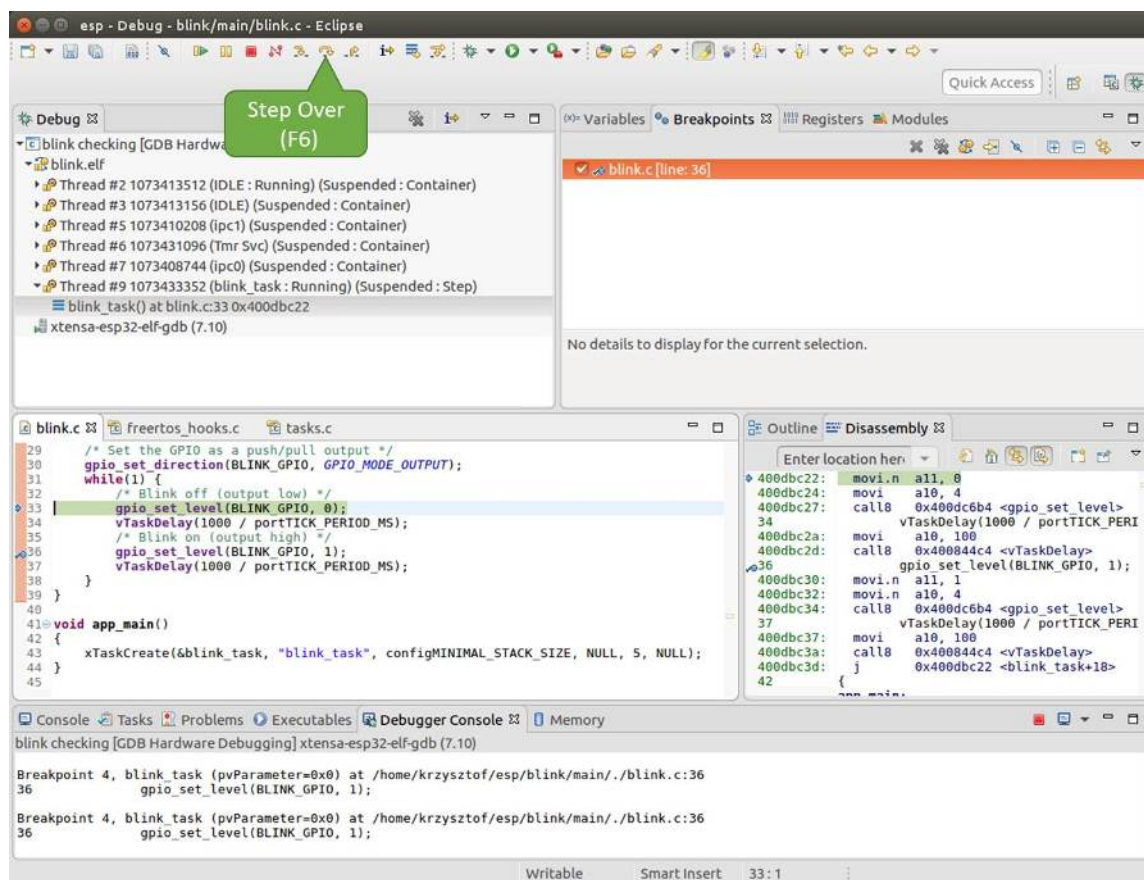 esp - Debug - blink/main/blink.c - Eclipse
Quick Access
Step Over
(F6)
Debug
blink checking [GDB Hardwa
blink.elf
Thread #2 1073413512 (IDLE : Running) (Suspended : Container)
Thread #3 1073413156 (IDLE) (Suspended : Container)
Thread #5 1073410208 (ipc1) (Suspended : Container)
Thread #6 1073431096 (Tmr Svc) (Suspended : Container)
Thread #7 1073408744 (ipc0) (Suspended : Container)
Thread #9 1073433352 (blink_task : Running) (Suspended : Step)
blink_task() at blink.c:33 0x400dbc22
xtensa-esp32-elf-gdb (7.10)
(x)= Variables Breakpoints Registers Modules
blink.c [line: 36]
No details to display for the current selection.
blink.c freertos_hooks.c tasks.c
29 /* Set the GPIO as a push/pull output */
30 gpio_set_direction(BLINK_GPIO, GPIO_MODE_OUTPUT);
31 while(1) {
32 /* Blink off (output low) */
33 gpio_set_level(BLINK_GPIO, 0);
34 vTaskDelay(1000 / portTICK_PERIOD_MS);
35 /* Blink on (output high) */
36 gpio_set_level(BLINK_GPIO, 1);
37 vTaskDelay(1000 / portTICK_PERIOD_MS);
38 }
39 }
40
41 void app_main()
42 {
43 xTaskCreate(&blink_task, "blink_task", configMINIMAL_STACK_SIZE, NULL, 5, NULL);
44 }
45
Outline Disassembly
Enter location her
400dbc22: movi.n a11, 0
400dbc24: movi a10, 4
400dbc27: call8 0x400dc6b4 <gpio_set_level>
34 vTaskDelay(1000 / portTICK_PERI
400dbc2a: movi a10, 100
400dbc2d: call8 0x400844c4 <vTaskDelay>
36 gpio_set_level(BLINK_GPIO, 1);
400dbc30: movi.n a11, 1
400dbc32: movi.n a10, 4
400dbc34: call8 0x400dc6b4 <gpio_set_level>
37 vTaskDelay(1000 / portTICK_PERI
400dbc37: movi a10, 100
400dbc3a: call8 0x400844c4 <vTaskDelay>
400dbc3d: j 0x400dbc22 <blink_task+18>
42 {
app_main:
Console Tasks Problems Executables Debugger Console Memory
blink checking [GDB Hardware Debugging] xtensa-esp32-elf-gdb (7.10)
Breakpoint 4, blink_task (pvParameter=0x0) at /home/krzysztof/esp/blink/main/./blink.c:36
36 gpio_set_level(BLINK_GPIO, 1);
Breakpoint 4, blink_task (pvParameter=0x0) at /home/krzysztof/esp/blink/main/./blink.c:36
36 gpio_set_level(BLINK_GPIO, 1);
Writable Smart Insert 33 : 1